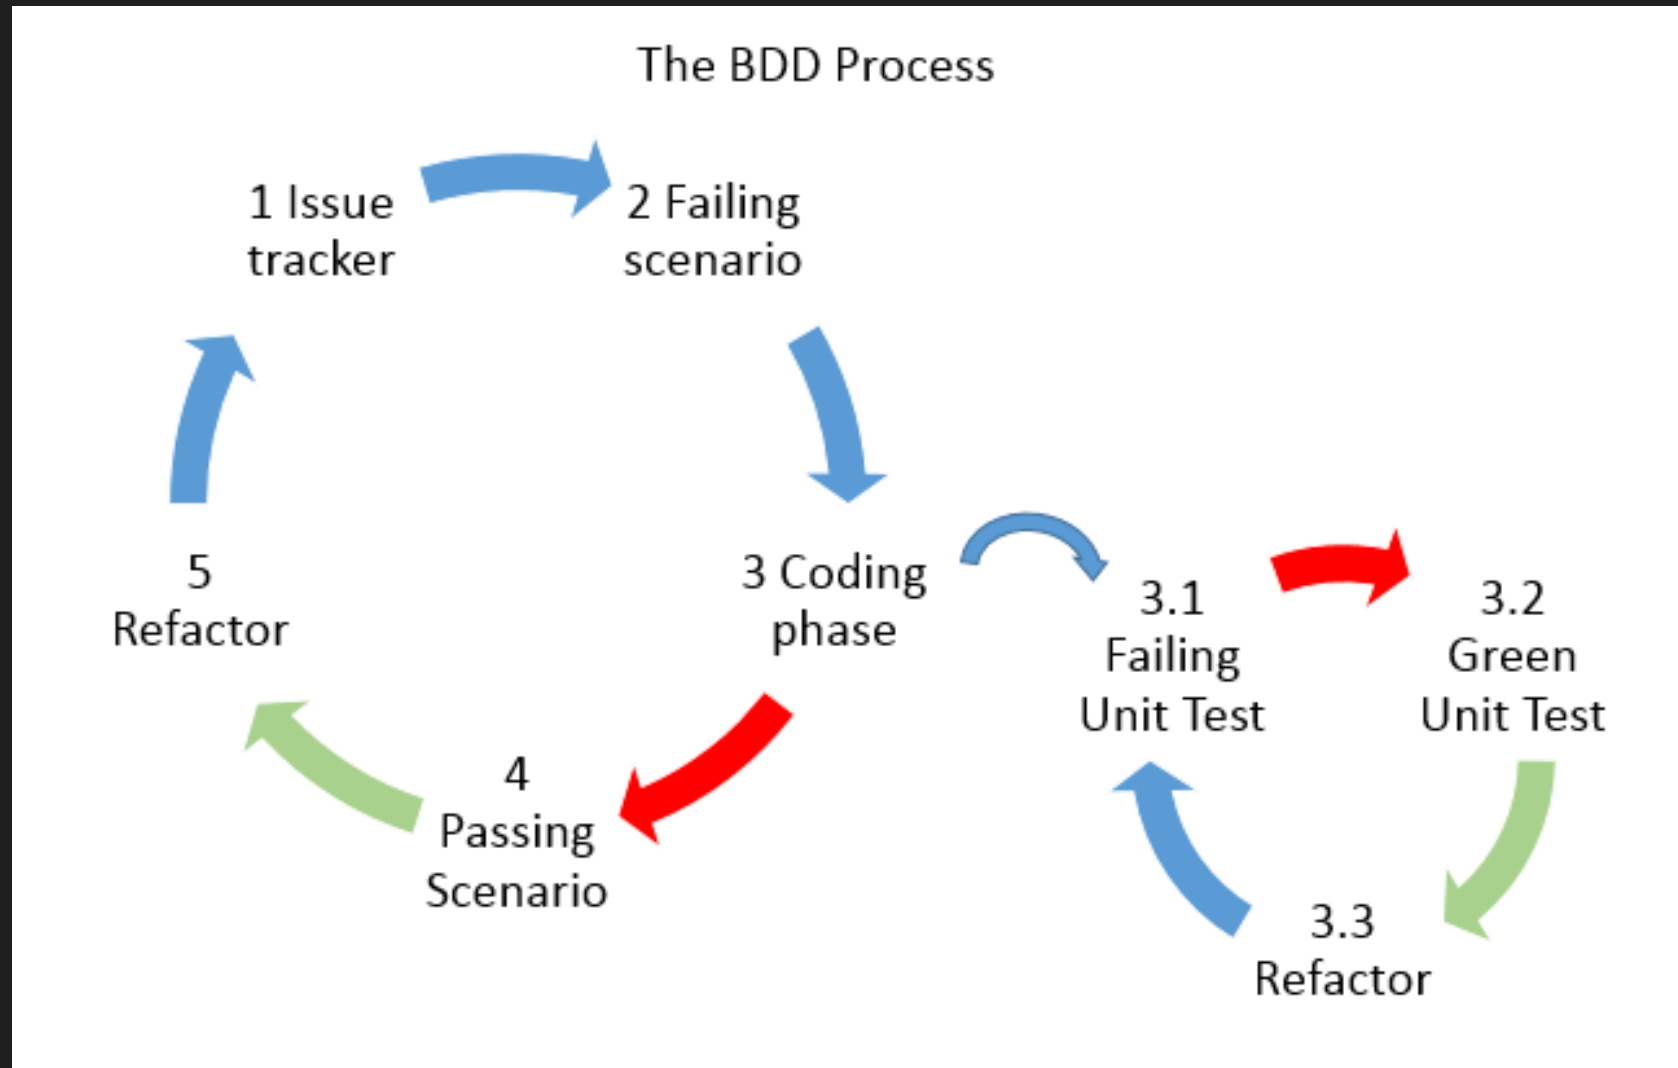 The BDD Process
1 Issue
tracker
2 Failing
scenario
3 Coding
phase
3.1
Failing
Unit Test
3.2
Green
Unit Test
3.3
Refactor
4
Passing
Scenario
5
Refactor